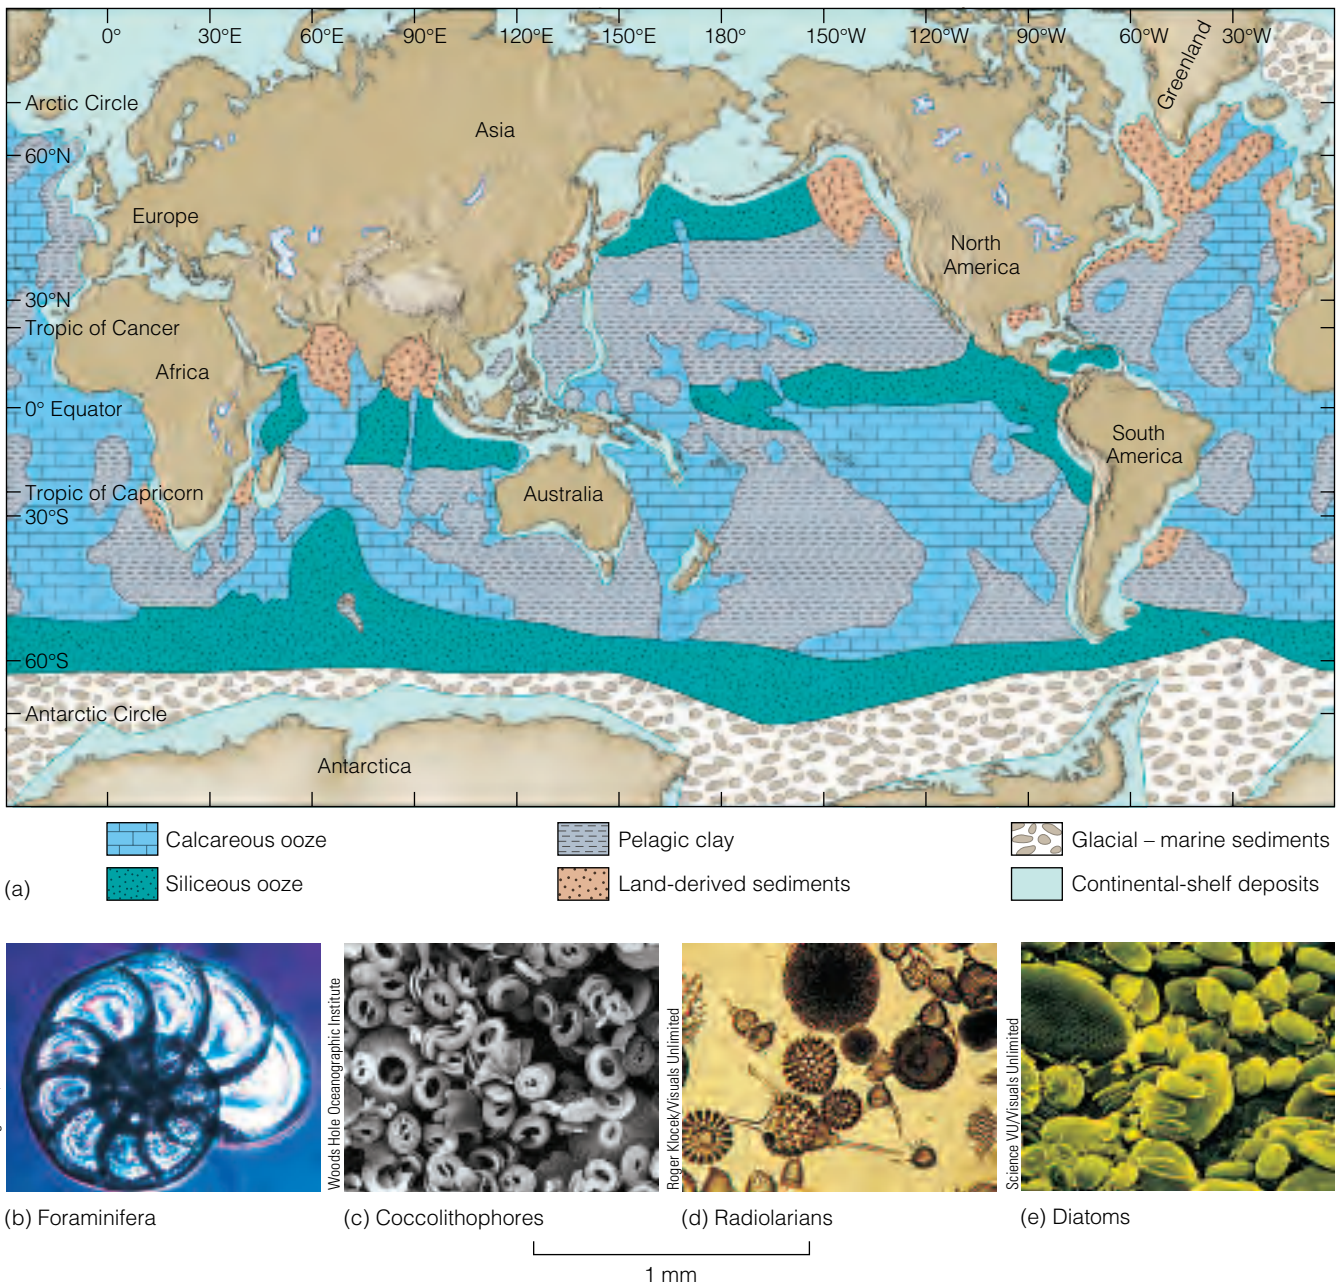 0° 30°E 60°E 90°E 120°E 150°E 180° 150°W 120°W 90°W 60°W 30°W
Greenland
Arctic Circle
Asia
60°N
Europe
North
America
30°N
Tropic of Cancer
Africa
0° Equator
South
America
Tropic of Capricorn
Australia
30°S
60°S
Antarctic Circle
Antarctica
(a)
Calcareous ooze
Siliceous ooze
Pelagic clay
Land-derived sediments
Glacial – marine sediments
Continental-shelf deposits
Woods Hole Oceanographic Institute
Roger Klocek/Visuals Unlimited
Science VU/Visuals Unlimited
(b) Foraminifera
(c) Coccolithophores
(d) Radiolarians
(e) Diatoms
1 mm